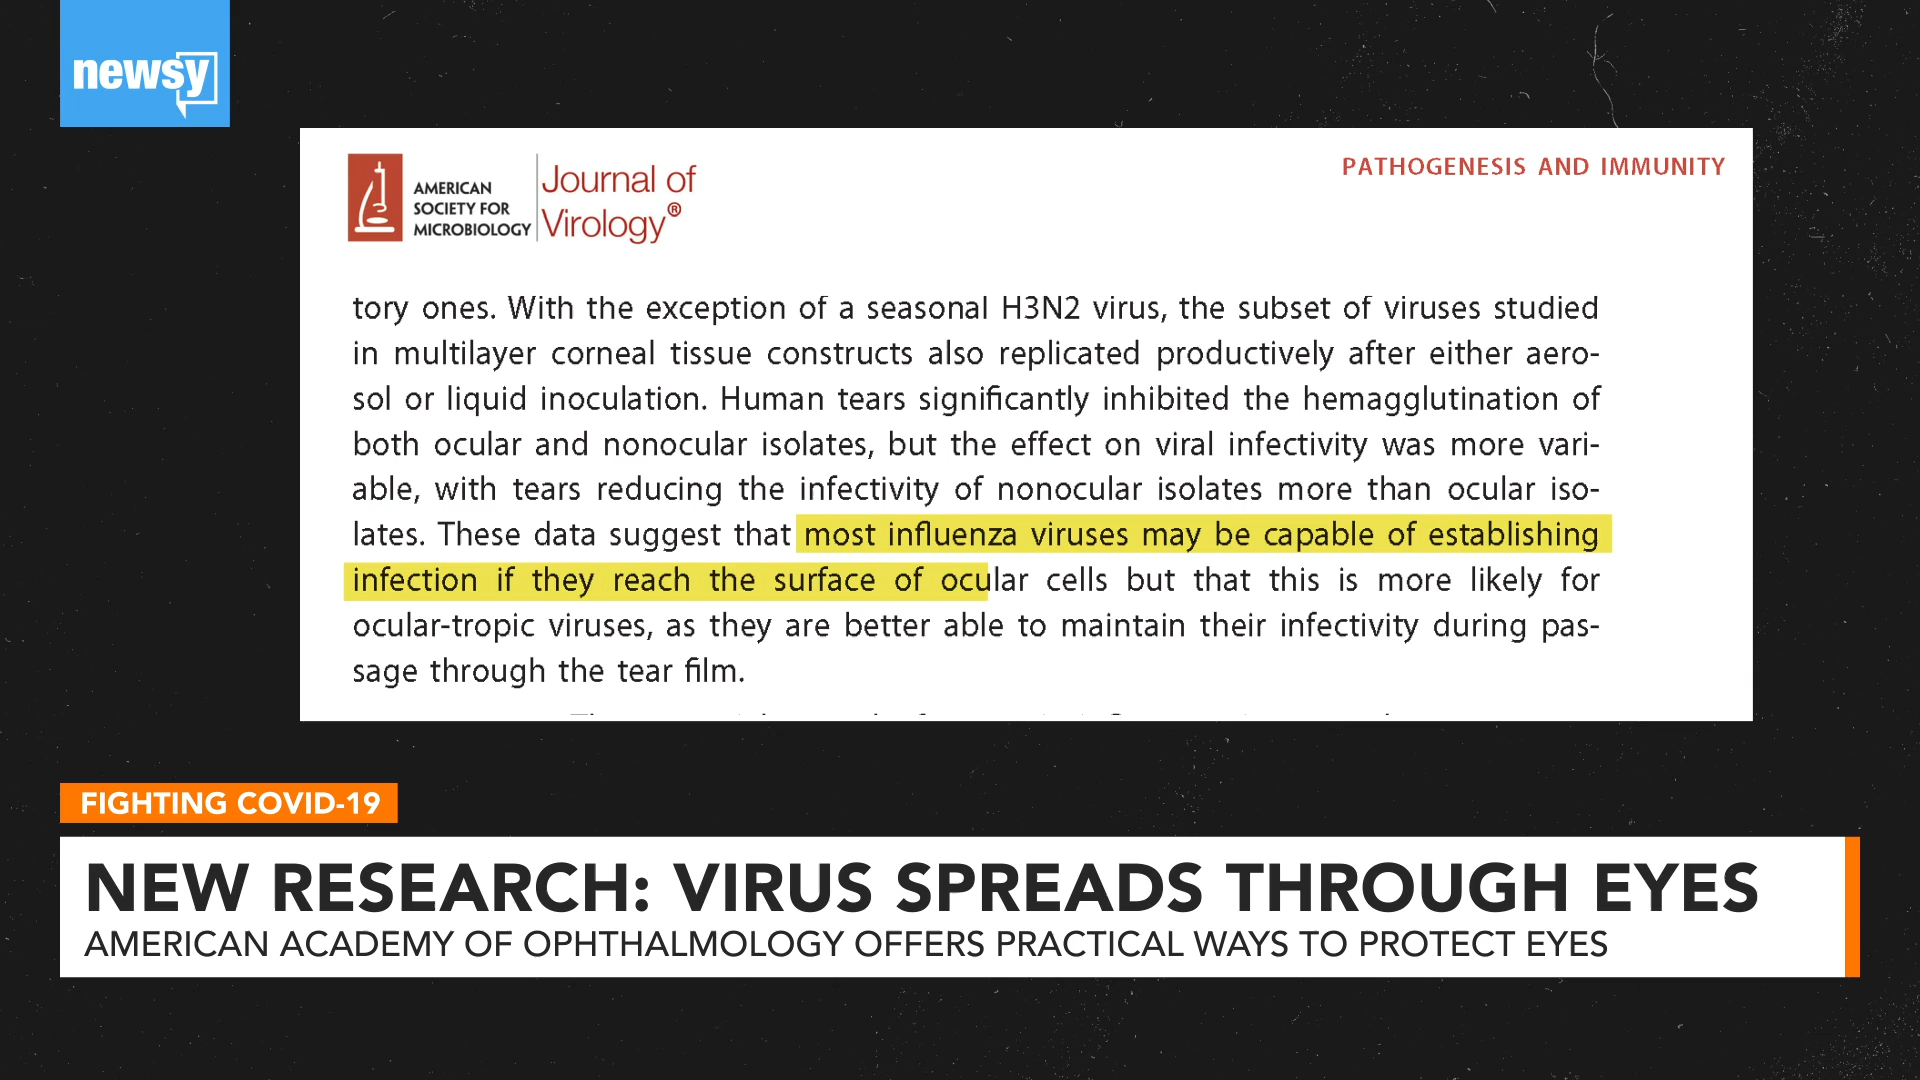 newsy
AMERICAN
SOCIETY FOR
MICROBIOLOGY
Journal of
Virology®
PATHOGENESIS AND IMMUNITY
tory ones. With the exception of a seasonal H3N2 virus, the subset of viruses studied
in multilayer corneal tissue constructs also replicated productively after either aero-
sol or liquid inoculation. Human tears significantly inhibited the hemagglutination of
both ocular and nonocular isolates, but the effect on viral infectivity was more vari-
able, with tears reducing the infectivity of nonocular isolates more than ocular iso-
lates. These data suggest that most influenza viruses may be capable of establishing
infection if they reach the surface of ocular cells but that this is more likely for
ocular-tropic viruses, as they are better able to maintain their infectivity during pas-
sage through the tear film.
FIGHTING COVID-19
NEW RESEARCH: VIRUS SPREADS THROUGH EYES
AMERICAN ACADEMY OF OPHTHALMOLOGY OFFERS PRACTICAL WAYS TO PROTECT EYES